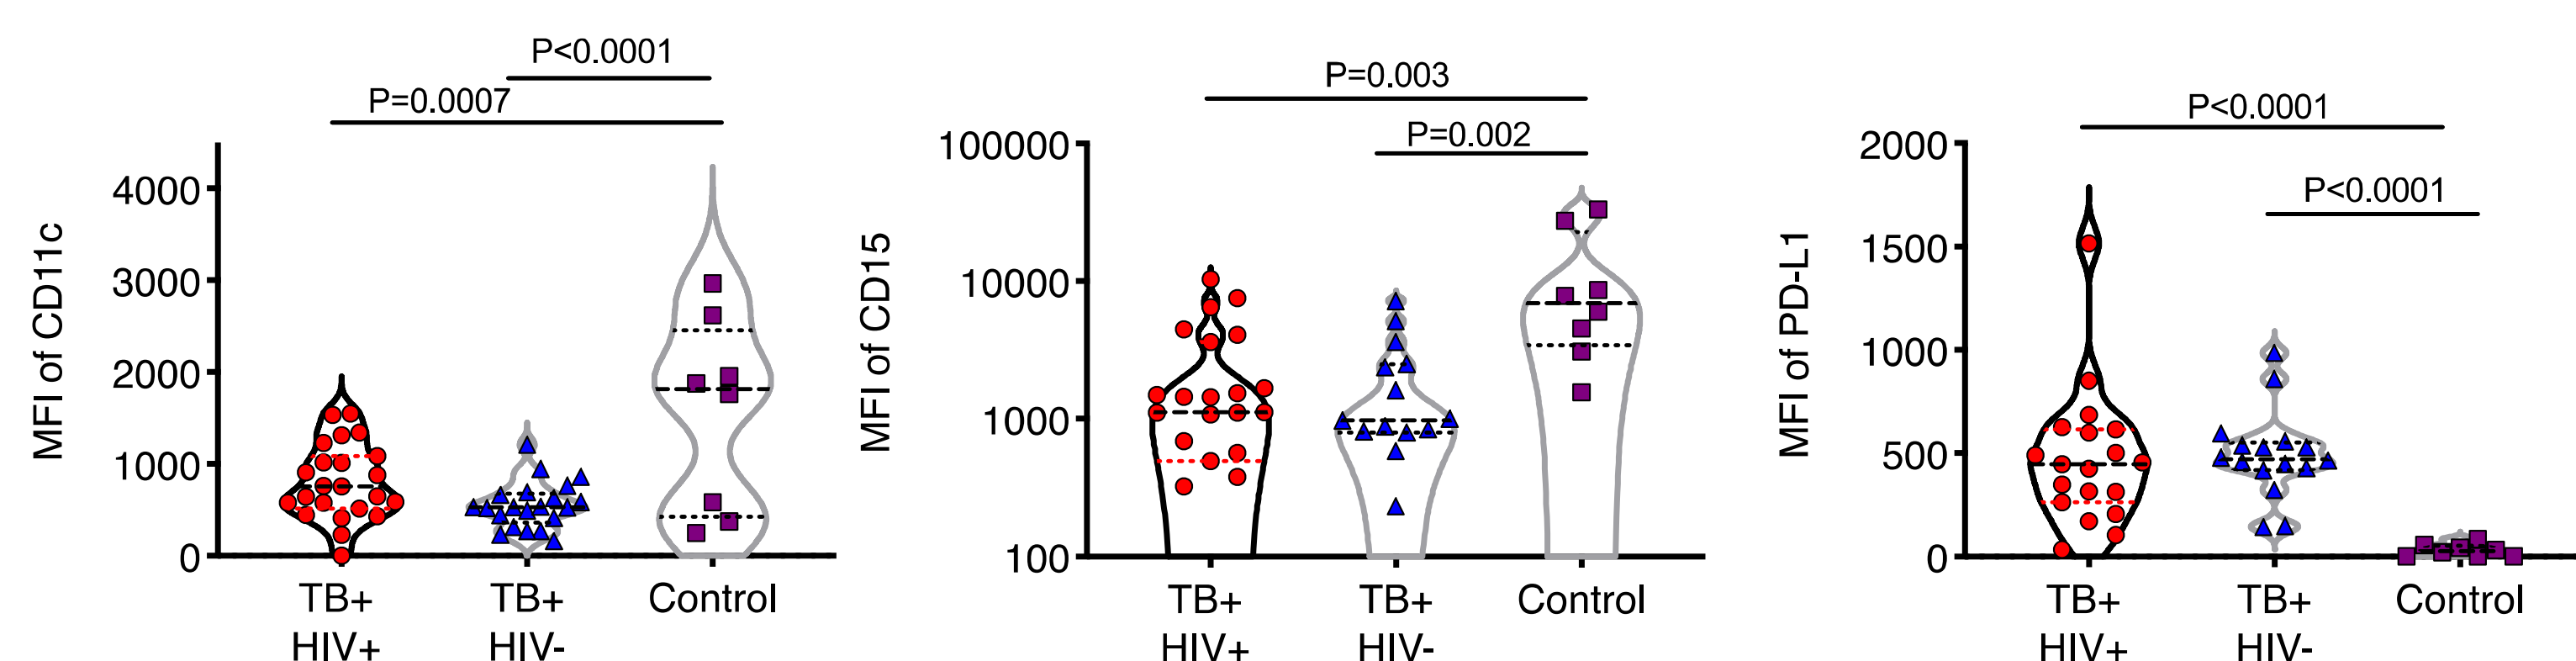 P<0.0001
P=0.0007
MFI of CD11c
4000
3000
2000
1000
0
TB+
HIV+
TB+
HIV-
Control
P=0.003
P=0.002
MFI of CD15
100000
10000
1000
100
TB+
HIV+
TB+
HIV-
Control
P<0.0001
P<0.0001
MFI of PD-L1
2000
1500
1000
500
0
TB+
HIV+
TB+
HIV-
Control